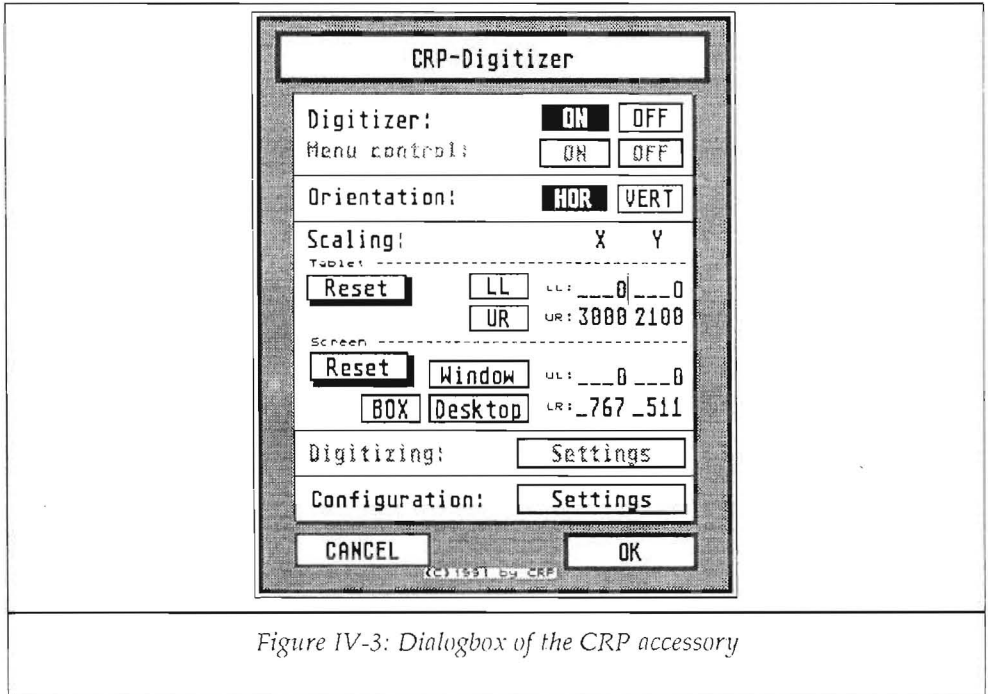 CRP-Digitizer
Digitizer: ON OFF
Menu control: ON OFF
Orientation: HOR VERT
Scaling: X Y
Tablet
Reset LL LL: ___0 ___0
UR UR: 3000 2100
Screen
Reset Window UL: ___0 ___0
BOX Desktop LR: _767 _511
Digitizing: Settings
Configuration: Settings
CANCEL OK
(C)1991 by CRP
Figure IV-3: Dialogbox of the CRP accessory